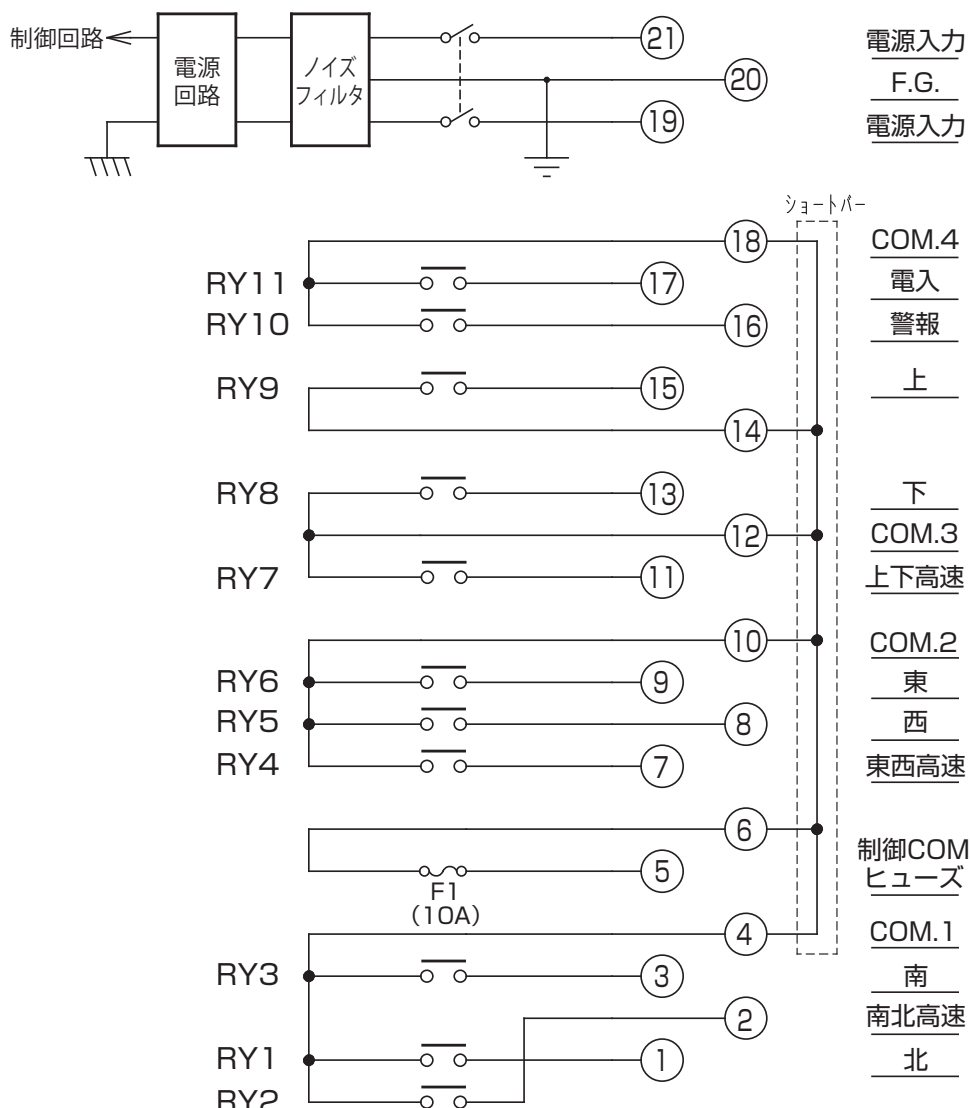 制御回路
電源
回路
ノイズ
フィルタ
21
電源入力
20
F.G.
19
電源入力
ショートバー
18
COM.4
RY11
17
電入
RY10
16
警報
RY9
15
上
14
RY8
13
下
12
COM.3
RY7
11
上下高速
10
COM.2
RY6
9
東
RY5
8
西
RY4
7
東西高速
6
制御COM
ヒューズ
5
F1
(10A)
4
COM.1
RY3
3
南
2
南北高速
RY1
1
北
RY2